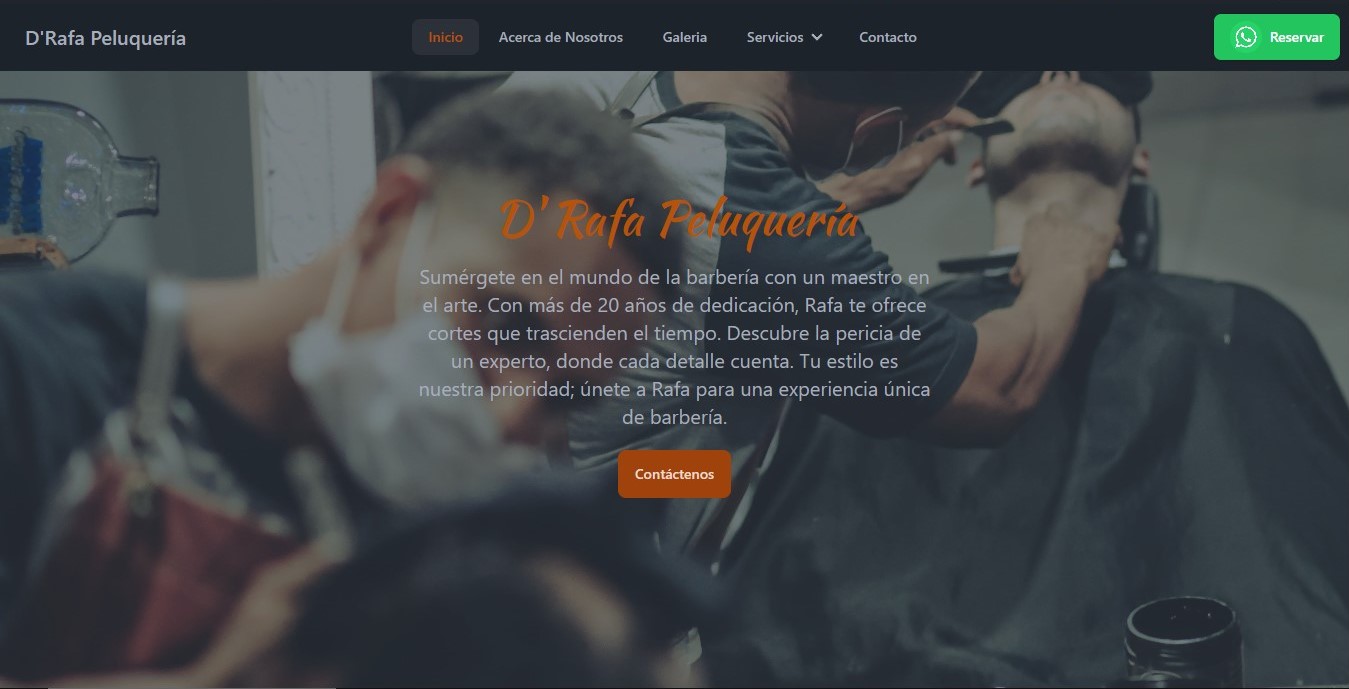 D'Rafa Peluquería
Inicio
Acerca de Nosotros
Galeria
Servicios
Contacto
Reservar
D' Rafa Peluquería
Sumérgete en el mundo de la barbería con un maestro en
el arte. Con más de 20 años de dedicación, Rafa te ofrece
cortes que trascienden el tiempo. Descubre la pericia de
un experto, donde cada detalle cuenta. Tu estilo es
nuestra prioridad; únete a Rafa para una experiencia única
de barbería.
Contáctenos